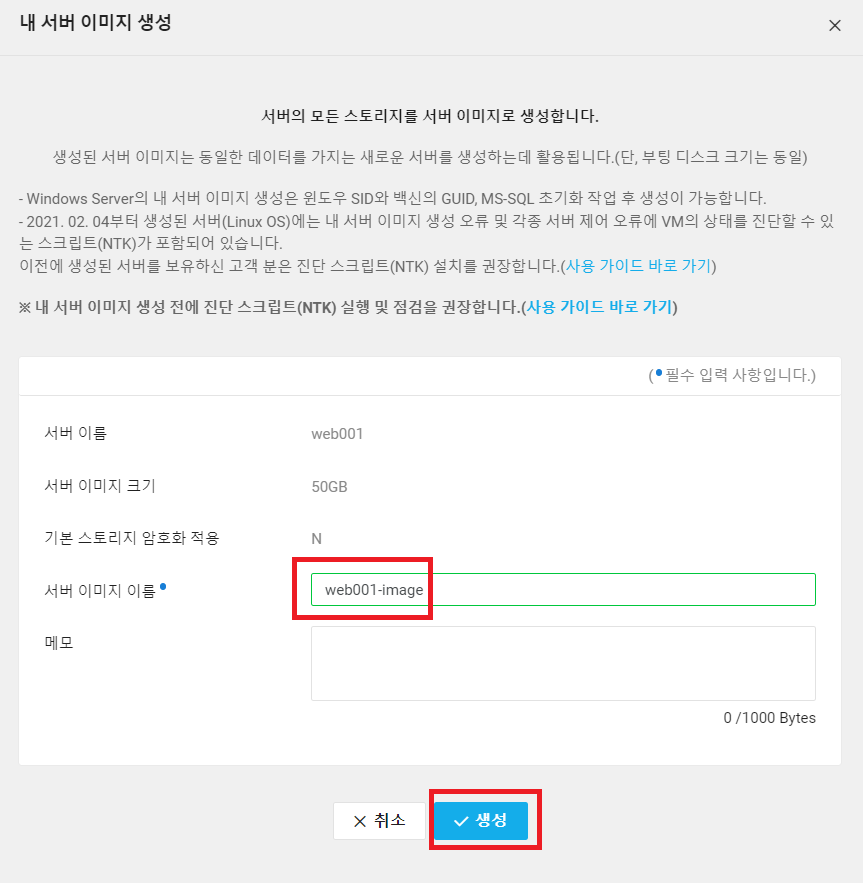 내 서버 이미지 생성
서버의 모든 스토리지를 서버 이미지로 생성합니다.
생성된 서버 이미지는 동일한 데이터를 가지는 새로운 서버를 생성하는데 활용됩니다.(단, 부팅 디스크 크기는 동일)
- Windows Server의 내 서버 이미지 생성은 윈도우 SID와 백신의 GUID, MS-SQL 초기화 작업 후 생성이 가능합니다.
- 2021. 02. 04부터 생성된 서버(Linux OS)에는 내 서버 이미지 생성 오류 및 각종 서버 제어 오류에 VM의 상태를 진단할 수 있
는 스크립트(NTK)가 포함되어 있습니다.
이전에 생성된 서버를 보유하신 고객 분은 진단 스크립트(NTK) 설치를 권장합니다.(사용 가이드 바로 가기)
※ 내 서버 이미지 생성 전에 진단 스크립트(NTK) 실행 및 점검을 권장합니다.(사용 가이드 바로 가기)
(•필수 입력 사항입니다.)
서버 이름 web001
서버 이미지 크기 50GB
기본 스토리지 암호화 적용 N
서버 이미지 이름• web001-image
메모
0 /1000 Bytes
취소 생성